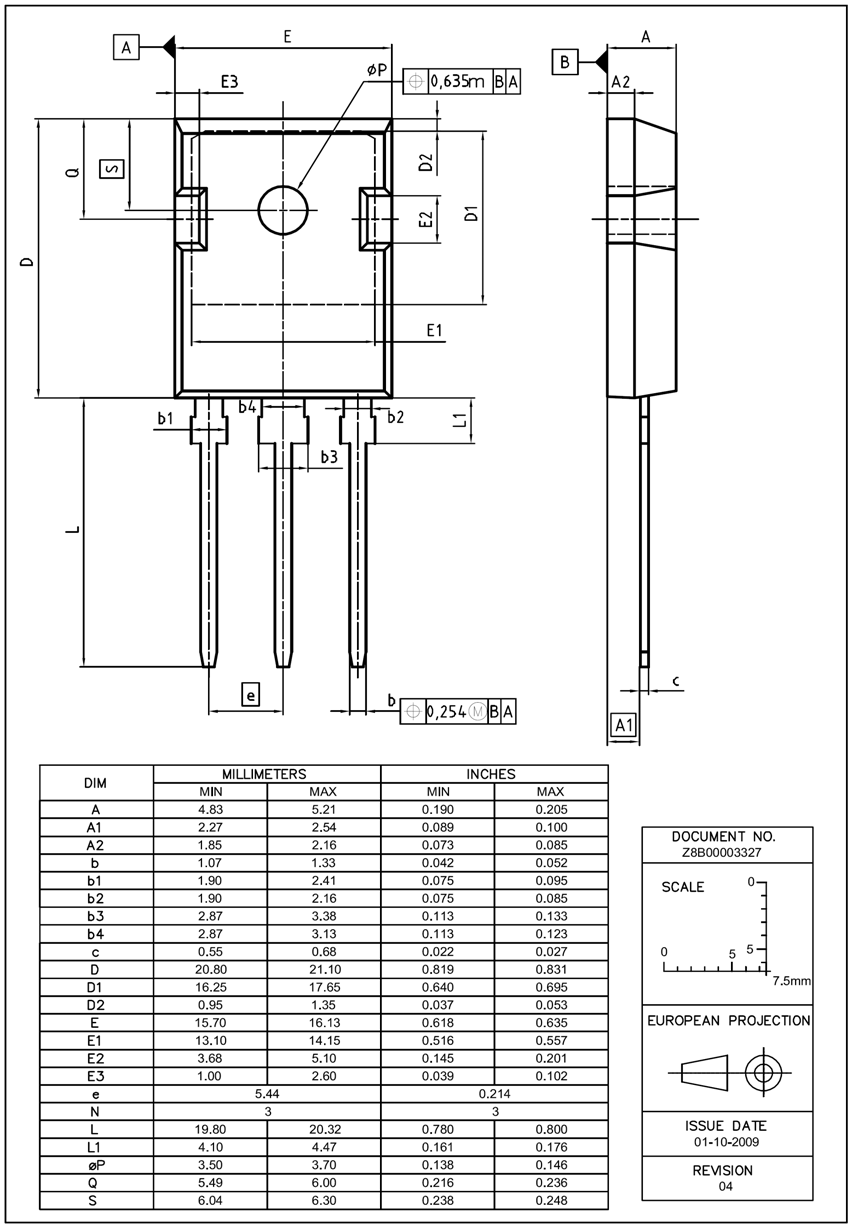 A E B A
E3 øP ⌖ 0,635m B A A2
Q S D2 E2 D1
D
E1
b4 b1 b2 L1
b3
L
e b ⌖ 0,254 Ⓜ B A c
A1
DIM MILLIMETERS INCHES
MIN MAX MIN MAX
A 4.83 5.21 0.190 0.205
A1 2.27 2.54 0.089 0.100
A2 1.85 2.16 0.073 0.085
b 1.07 1.33 0.042 0.052
b1 1.90 2.41 0.075 0.095
b2 1.90 2.16 0.075 0.085
b3 2.87 3.38 0.113 0.133
b4 2.87 3.13 0.113 0.123
c 0.55 0.68 0.022 0.027
D 20.80 21.10 0.819 0.831
D1 16.25 17.65 0.640 0.695
D2 0.95 1.35 0.037 0.053
E 15.70 16.13 0.618 0.635
E1 13.10 14.15 0.516 0.557
E2 3.68 5.10 0.145 0.201
E3 1.00 2.60 0.039 0.102
e 5.44 0.214
N 3 3
L 19.80 20.32 0.780 0.800
L1 4.10 4.47 0.161 0.176
øP 3.50 3.70 0.138 0.146
Q 5.49 6.00 0.216 0.236
S 6.04 6.30 0.238 0.248
DOCUMENT NO.
Z8B00003327
SCALE 0
0 5 5
7.5mm
EUROPEAN PROJECTION
ISSUE DATE
01-10-2009
REVISION
04